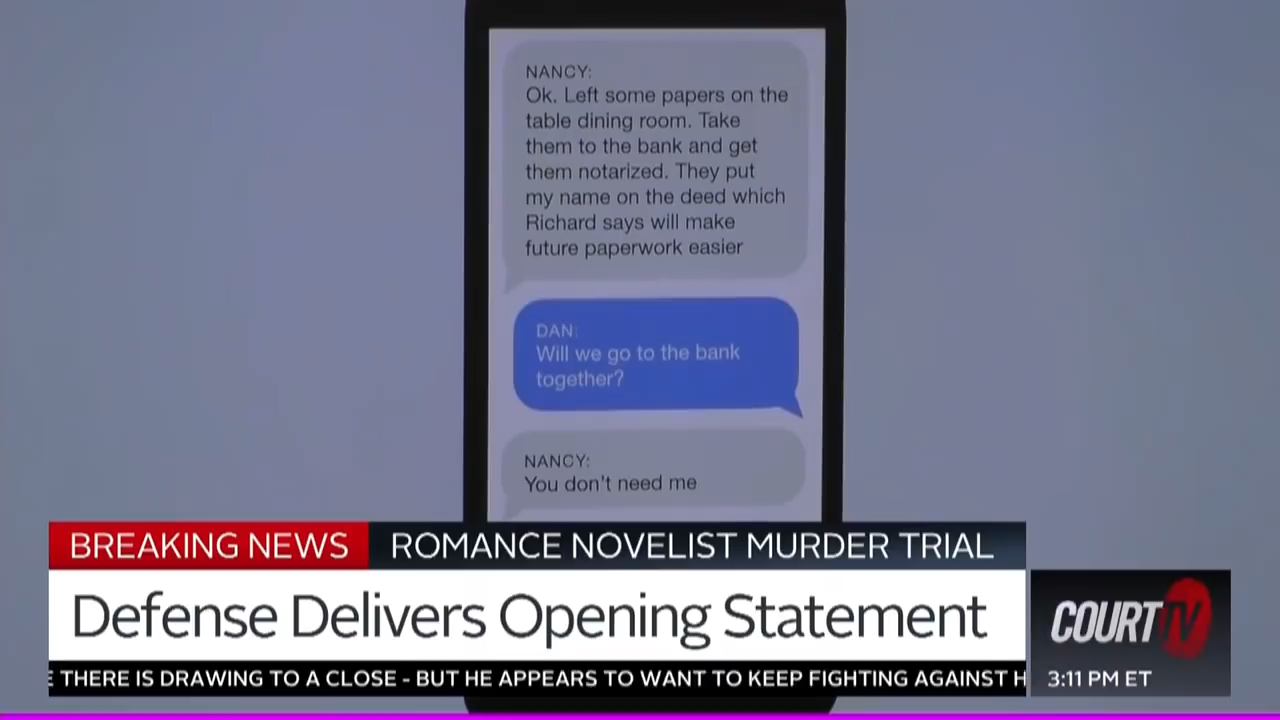 NANCY:
Ok. Left some papers on the
table dining room. Take
them to the bank and get
them notarized. They put
my name on the deed which
Richard says will make
future paperwork easier
DAN:
Will we go to the bank
together?
NANCY:
You don't need me
BREAKING NEWS
ROMANCE NOVELIST MURDER TRIAL
Defense Delivers Opening Statement
COURT TV
THERE IS DRAWING TO A CLOSE - BUT HE APPEARS TO WANT TO KEEP FIGHTING AGAINST
3:11 PM ET